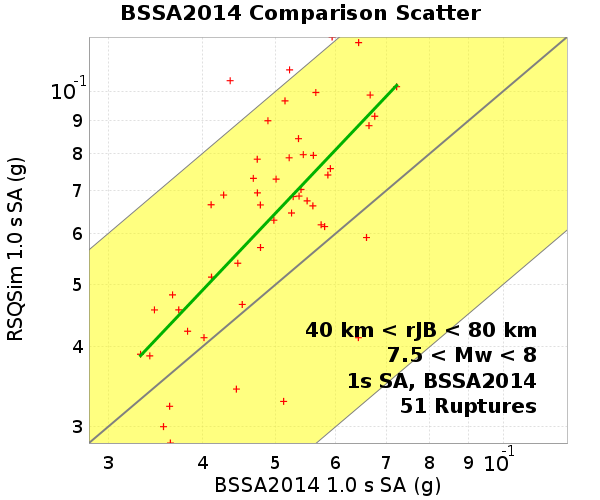 BSSA2014 Comparison Scatter
RSQSim 1.0 s SA (g)
10^-1
9
8
7
6
5
4
3
40 km < rJB < 80 km
7.5 < Mw < 8
1s SA, BSSA2014
51 Ruptures
3 4 5 6 7 8 9 10^-1
BSSA2014 1.0 s SA (g)